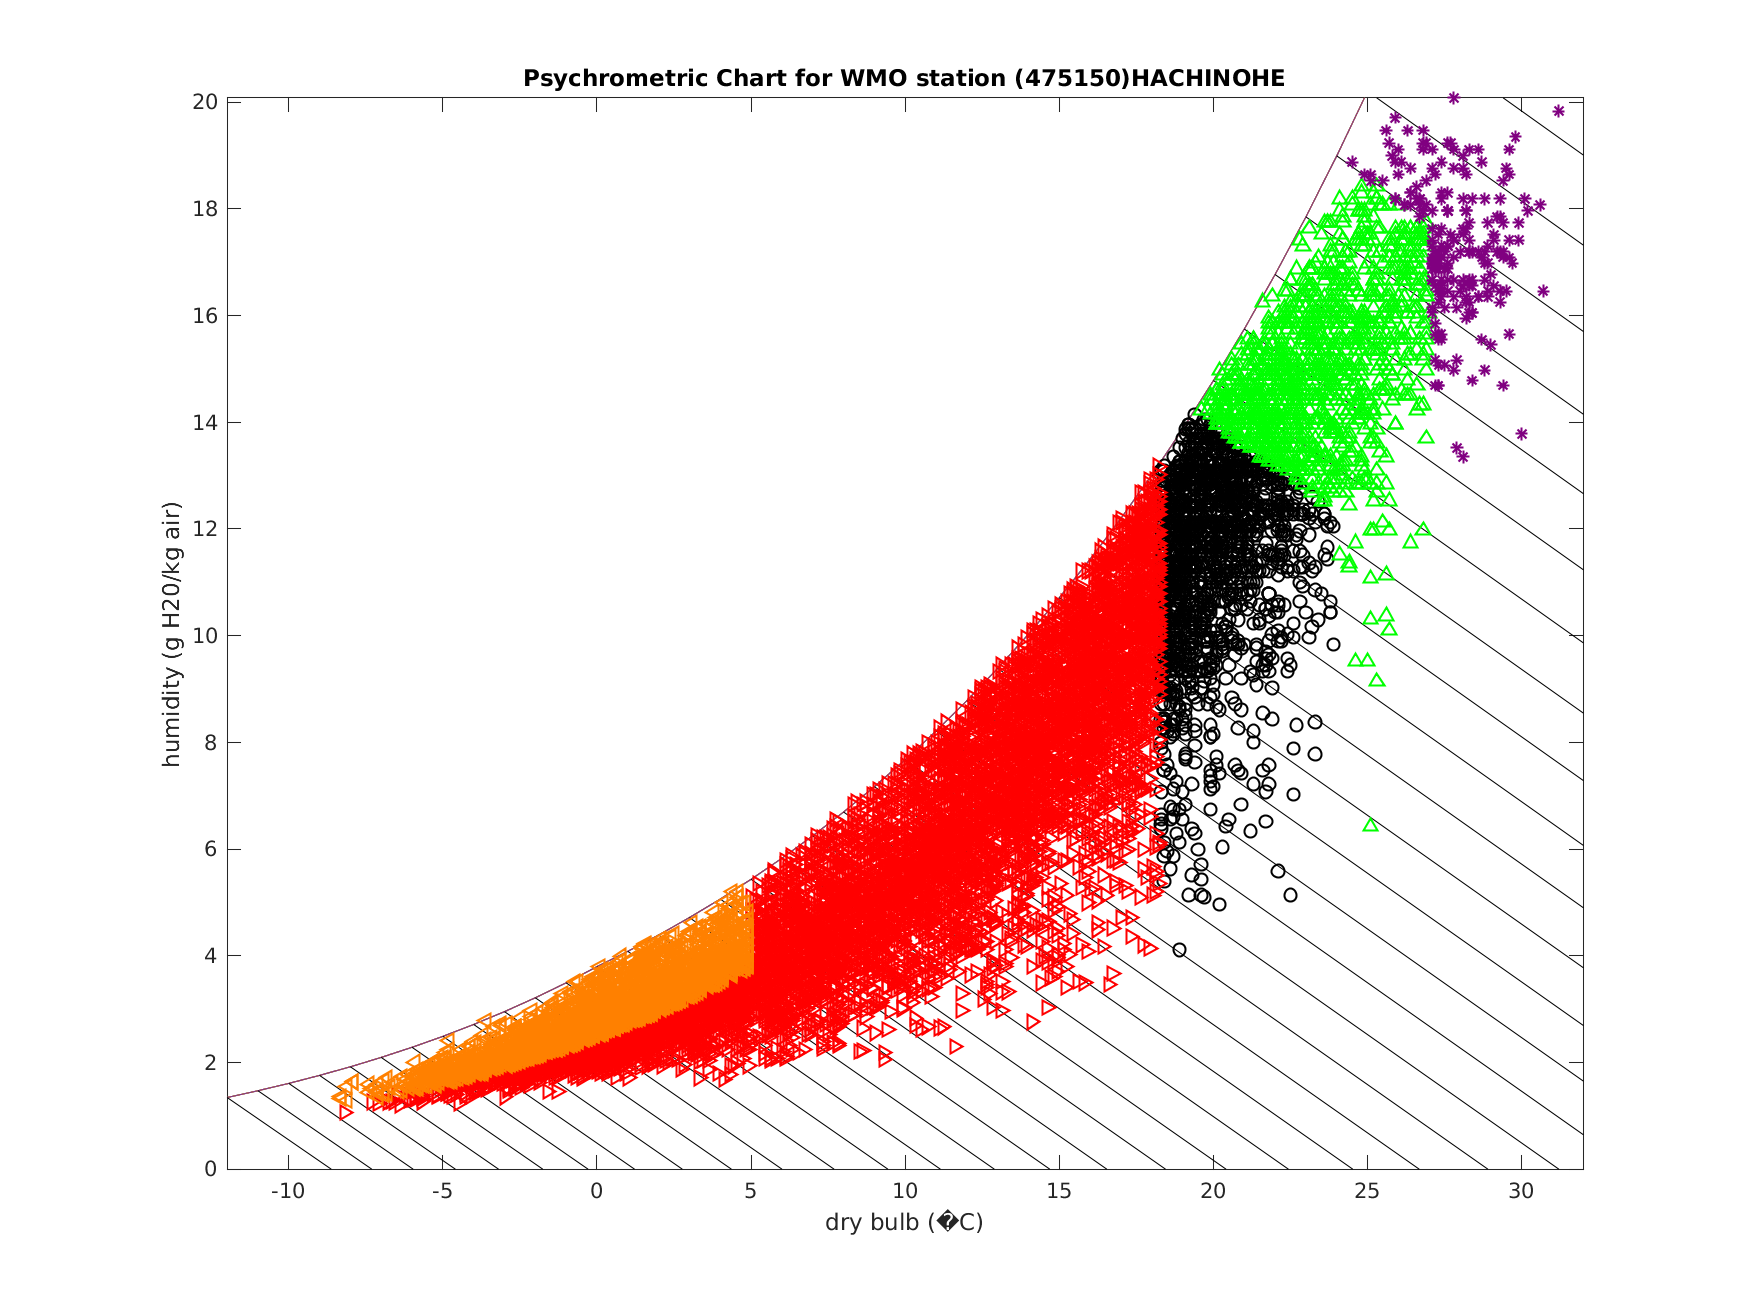 Psychrometric Chart for WMO station (475150)HACHINOHE
20
18
16
14
12
10
8
6
4
2
0
humidity (g H20/kg air)
-10 -5 0 5 10 15 20 25 30
dry bulb (�C)